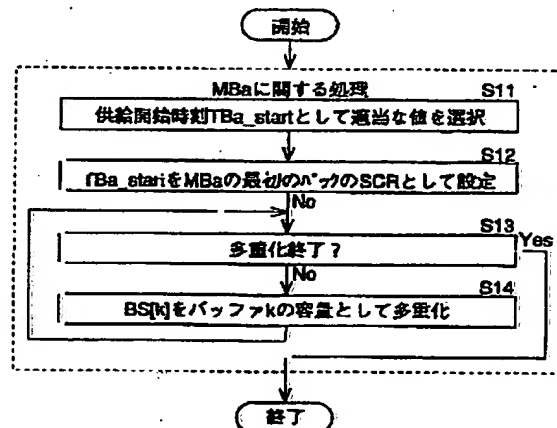 開始
MBaに関する処理
S11
供給開始時刻TBa_startとして適当な値を選択
S12
TBa_startをMBaの最初のパックのSCRとして設定
No
S13
多重化終了?
Yes
No
S14
BS[k]をバッファkの容量として多重化
終了